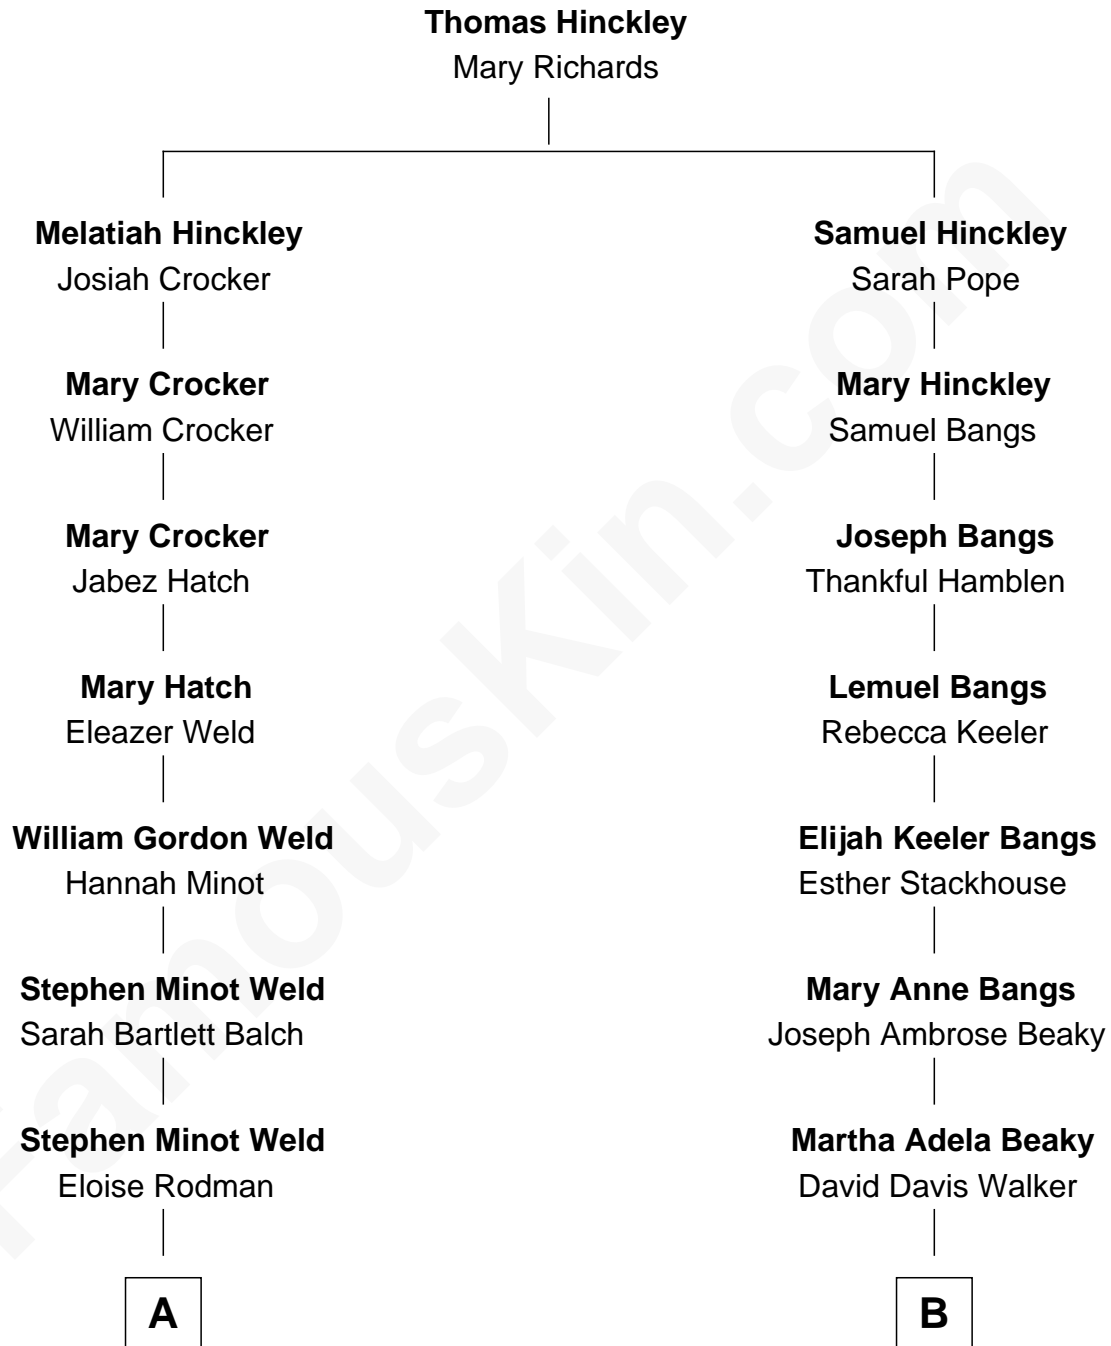 Thomas Hinckley
Mary Richards
Melatiah Hinckley
Josiah Crocker
Mary Crocker
William Crocker
Mary Crocker
Jabez Hatch
Mary Hatch
Eleazer Weld
William Gordon Weld
Hannah Minot
Stephen Minot Weld
Sarah Bartlett Balch
Stephen Minot Weld
Eloise Rodman
A
Samuel Hinckley
Sarah Pope
Mary Hinckley
Samuel Bangs
Joseph Bangs
Thankful Hamblen
Lemuel Bangs
Rebecca Keeler
Elijah Keeler Bangs
Esther Stackhouse
Mary Anne Bangs
Joseph Ambrose Beaky
Martha Adela Beaky
David Davis Walker
B
FamousKin.com